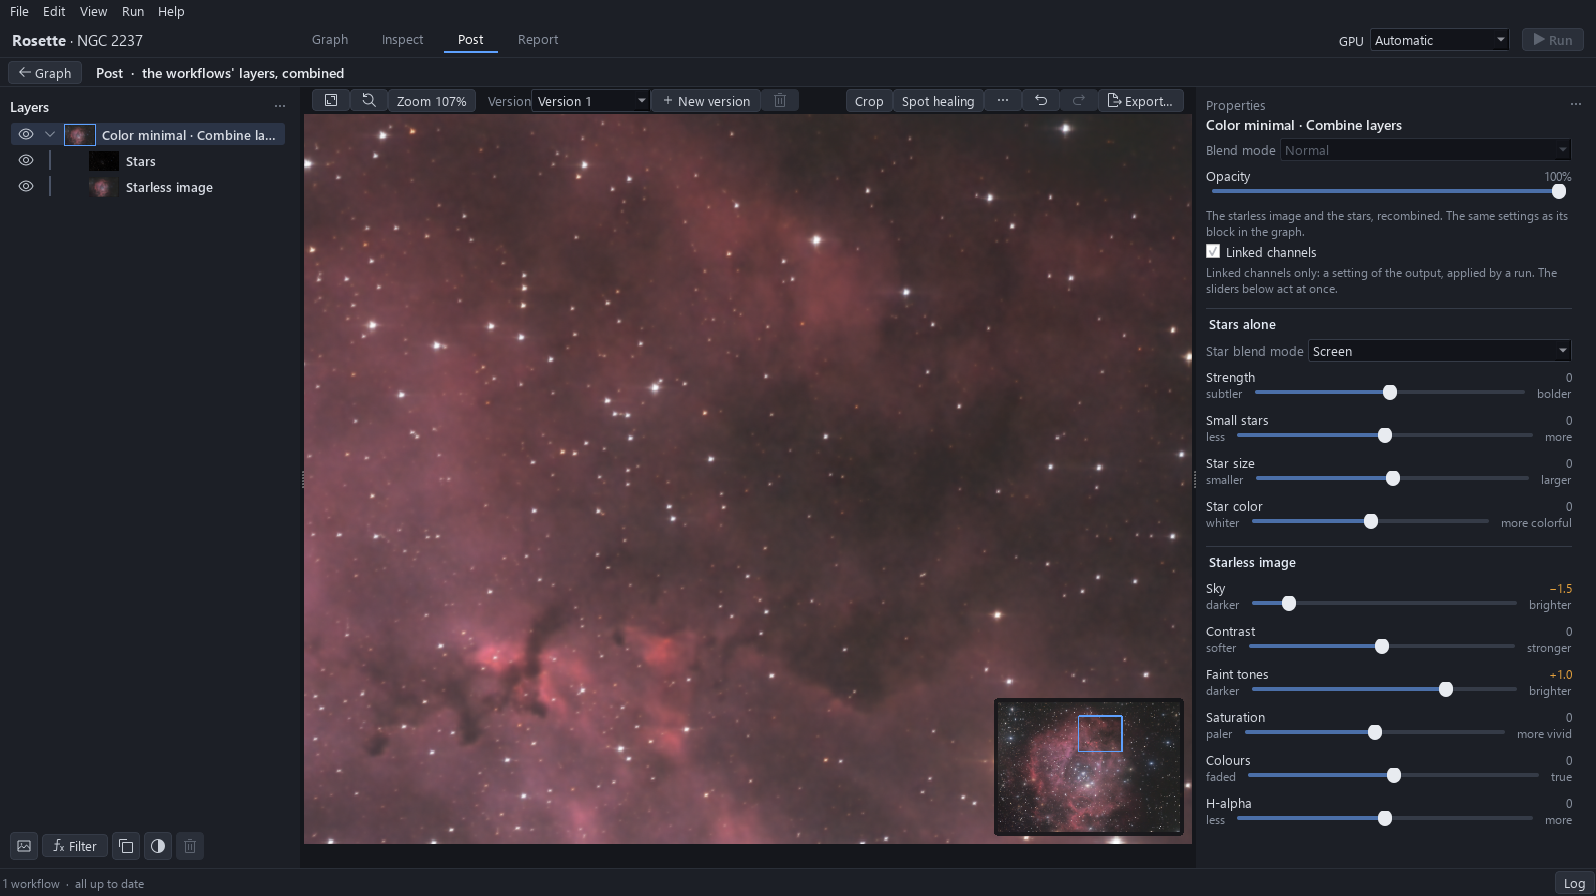 File Edit View Run Help
Rosette · NGC 2237
Graph Inspect Post Report
GPU Automatic Run
Graph Post · the workflows' layers, combined
Layers
Color minimal · Combine la...
Stars
Starless image
Filter
Zoom 107% Version Version 1 + New version
Crop Spot healing ... Export...
Properties
Color minimal · Combine layers
Blend mode Normal
Opacity 100%
The starless image and the stars, recombined. The same settings as its
block in the graph.
Linked channels
Linked channels only: a setting of the output, applied by a run. The
sliders below act at once.
Stars alone
Star blend mode Screen
Strength 0
subtler bolder
Small stars 0
less more
Star size 0
smaller larger
Star color 0
whiter more colorful
Starless image
Sky −1.5
darker brighter
Contrast 0
softer stronger
Faint tones +1.0
darker brighter
Saturation 0
paler more vivid
Colours 0
faded true
H-alpha 0
less more
1 workflow · all up to date
Log